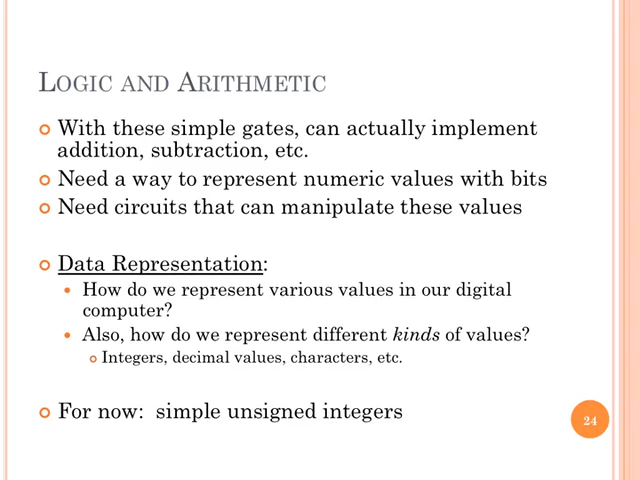 Logic and Arithmetic
With these simple gates, can actually implement
addition, subtraction, etc.
Need a way to represent numeric values with bits
Need circuits that can manipulate these values
Data Representation:
How do we represent various values in our digital
computer?
Also, how do we represent different kinds of values?
Integers, decimal values, characters, etc.
For now:  simple unsigned integers
24